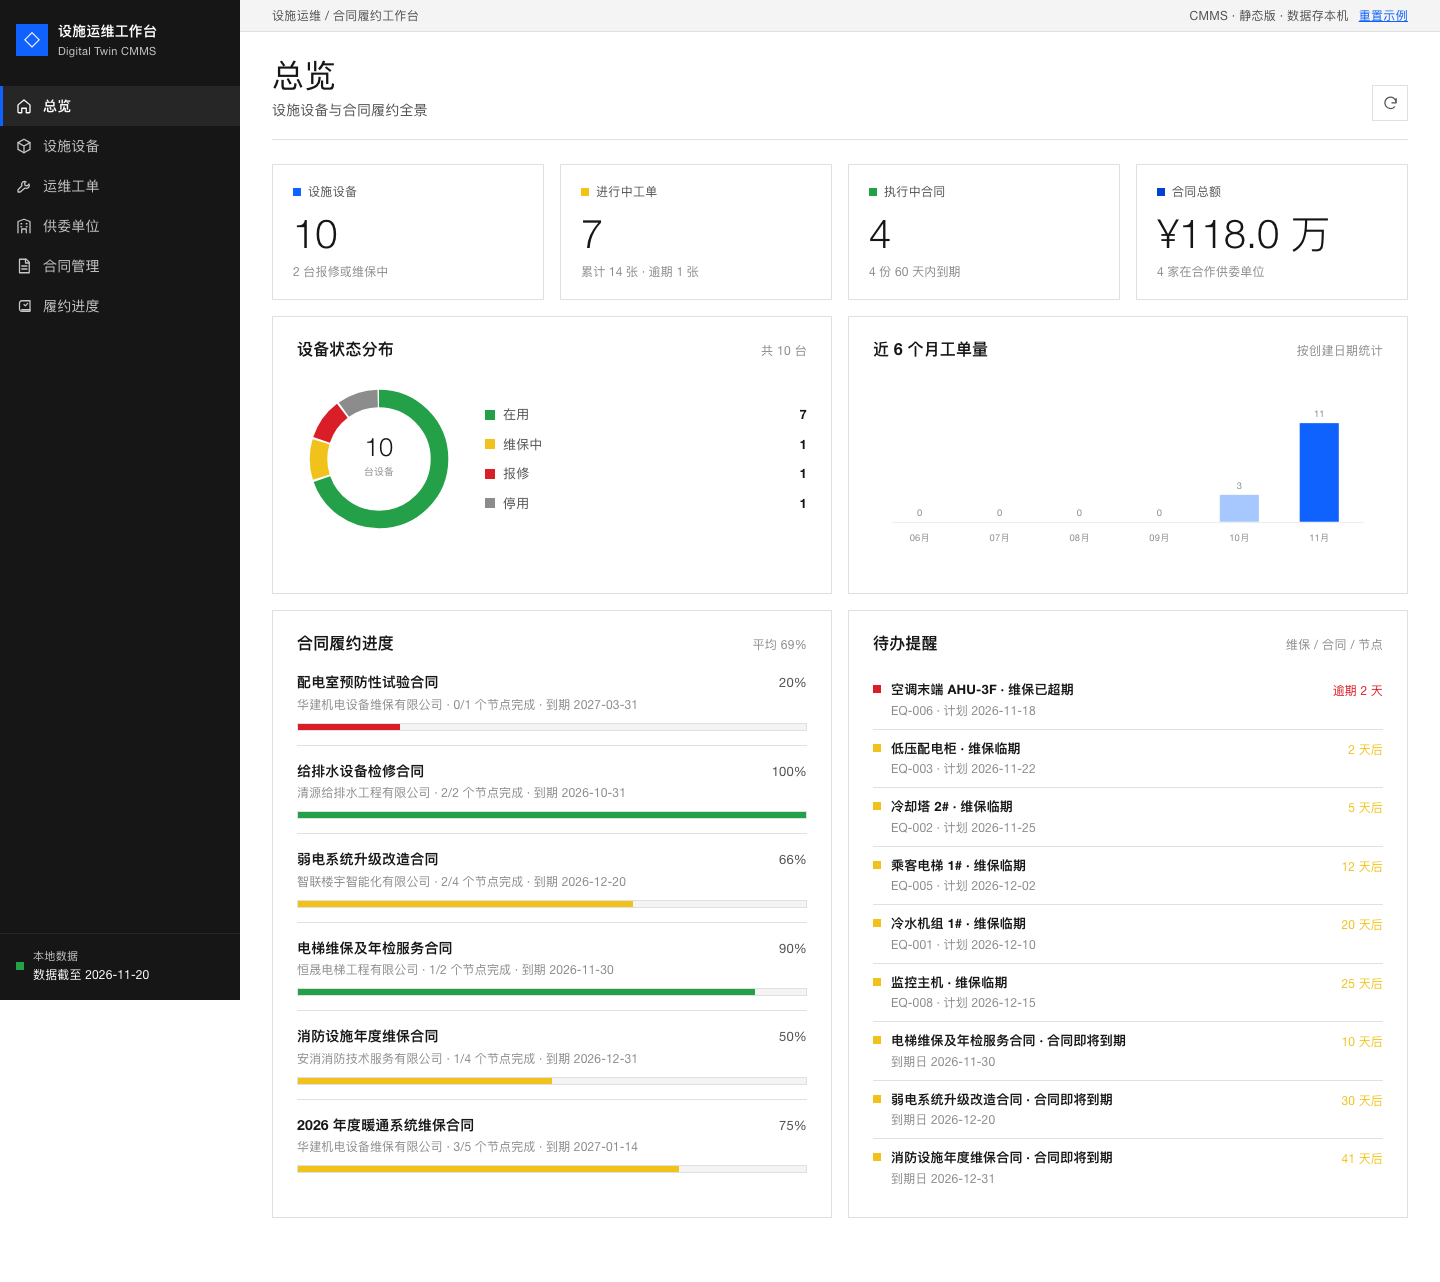 设施运维工作台
Digital Twin CMMS
总览
设施设备
运维工单
供委单位
合同管理
履约进度
本地数据
数据截至 2026-11-20
设施运维 / 合同履约工作台
CMMS · 静态版 · 数据存本机 重置示例
总览
设施设备与合同履约全景
设施设备
10
2 台报修或维保中
进行中工单
7
累计 14 张 · 逾期 1 张
执行中合同
4
4 份 60 天内到期
合同总额
¥118.0 万
4 家在合作供委单位
设备状态分布
共 10 台
10
台设备
在用 7
维保中 1
报修 1
停用 1
近 6 个月工单量
按创建日期统计
0 0 0 0 3 11
06月 07月 08月 09月 10月 11月
合同履约进度
平均 69%
配电室预防性试验合同 20%
华建机电设备维保有限公司 · 0/1 个节点完成 · 到期 2027-03-31
给排水设备检修合同 100%
清源给排水工程有限公司 · 2/2 个节点完成 · 到期 2026-10-31
弱电系统升级改造合同 66%
智联楼宇智能化有限公司 · 2/4 个节点完成 · 到期 2026-12-20
电梯维保及年检服务合同 90%
恒晟电梯工程有限公司 · 1/2 个节点完成 · 到期 2026-11-30
消防设施年度维保合同 50%
安消消防技术服务有限公司 · 1/4 个节点完成 · 到期 2026-12-31
2026 年度暖通系统维保合同 75%
华建机电设备维保有限公司 · 3/5 个节点完成 · 到期 2027-01-14
待办提醒
维保 / 合同 / 节点
空调末端 AHU-3F · 维保已超期 逾期 2 天
EQ-006 · 计划 2026-11-18
低压配电柜 · 维保临期 2 天后
EQ-003 · 计划 2026-11-22
冷却塔 2# · 维保临期 5 天后
EQ-002 · 计划 2026-11-25
乘客电梯 1# · 维保临期 12 天后
EQ-005 · 计划 2026-12-02
冷水机组 1# · 维保临期 20 天后
EQ-001 · 计划 2026-12-10
监控主机 · 维保临期 25 天后
EQ-008 · 计划 2026-12-15
电梯维保及年检服务合同 · 合同即将到期 10 天后
到期日 2026-11-30
弱电系统升级改造合同 · 合同即将到期 30 天后
到期日 2026-12-20
消防设施年度维保合同 · 合同即将到期 41 天后
到期日 2026-12-31